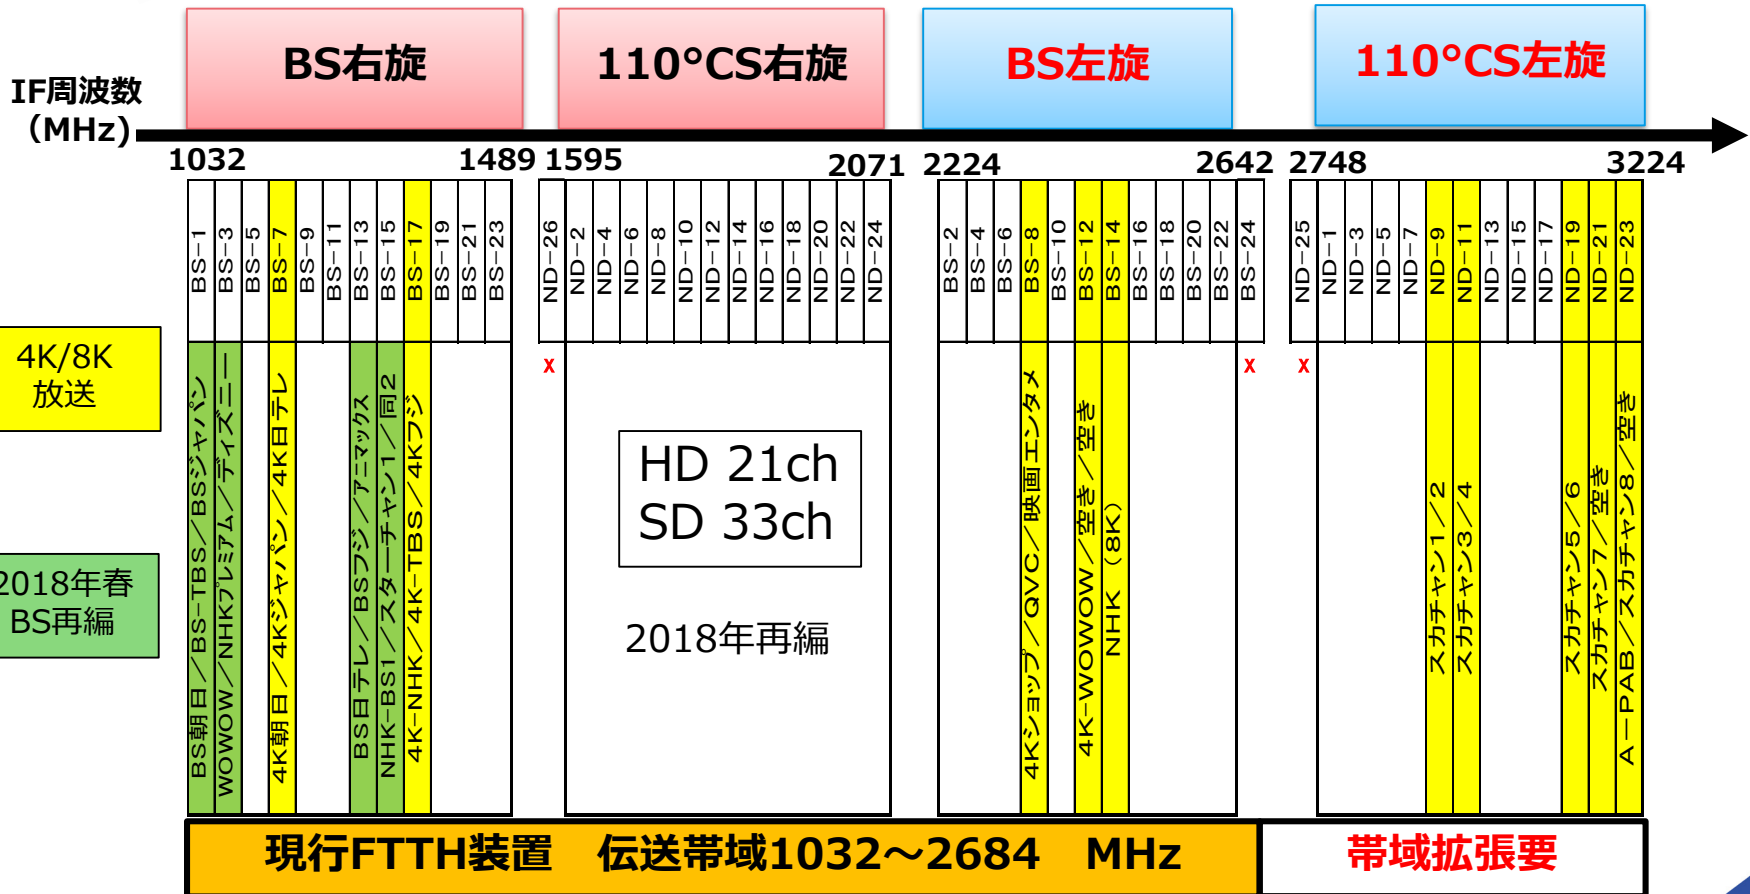 BS右旋
110°CS右旋
BS左旋
110°CS左旋
IF周波数
(MHz)
1032
1489
1595
2071
2224
2642
2748
3224
BS-1
BS-3
BS-5
BS-7
BS-9
BS-11
BS-13
BS-15
BS-17
BS-19
BS-21
BS-23
ND-26
ND-2
ND-4
ND-6
ND-8
ND-10
ND-12
ND-14
ND-16
ND-18
ND-20
ND-22
ND-24
BS-2
BS-4
BS-6
BS-8
BS-10
BS-12
BS-14
BS-16
BS-18
BS-20
BS-22
BS-24
ND-25
ND-1
ND-3
ND-5
ND-7
ND-9
ND-11
ND-13
ND-15
ND-17
ND-19
ND-21
ND-23
4K/8K
放送
2018年春
BS再編
BS朝日/BS-TBS/BSジャパン
WOWOW/NHKプレミアム/ディズニー
4K朝日/4Kジャパン/4K日テレ
BS日テレ/BSフジ/アニマックス
NHK-BS1/スターチャン1/同2
4K-NHK/4K-TBS/4Kフジ
x
HD 21ch
SD 33ch
2018年再編
4Kショップ/QVC/映画エンタメ
4K-WOWOW/空き/空き
NHK (8K)
x
x
スカチャン1/2
スカチャン3/4
スカチャン5/6
スカチャン7/空き
A-PAB/スカチャン8/空き
現行FTTH装置 伝送帯域1032～2684 MHz
帯域拡張要